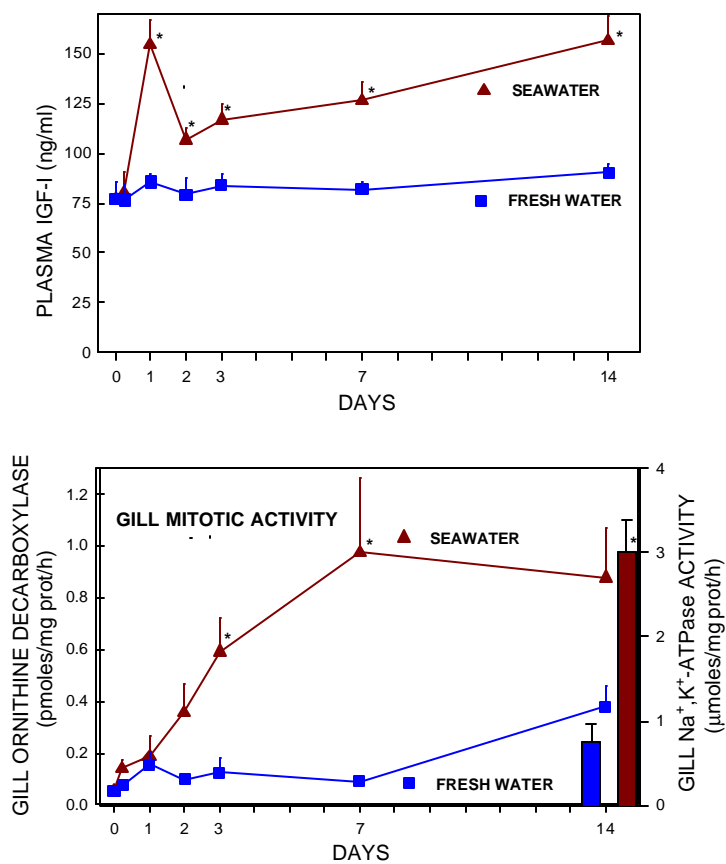 PLASMA IGF-I (ng/ml)
150
125
100
75
50
25
0
*
*
*
*
*
SEAWATER
FRESH WATER
0 1 2 3 7 14
DAYS
GILL ORNITHINE DECARBOXYLASE
(pmoles/mg prot/h)
1.2
1.0
0.8
0.6
0.4
0.2
0.0
GILL MITOTIC ACTIVITY
SEAWATER
*
*
*
FRESH WATER
4
3
2
1
0
GILL Na+,K+-ATPase ACTIVITY
(µmoles/mg prot/h)
0 1 2 3 7 14
DAYS